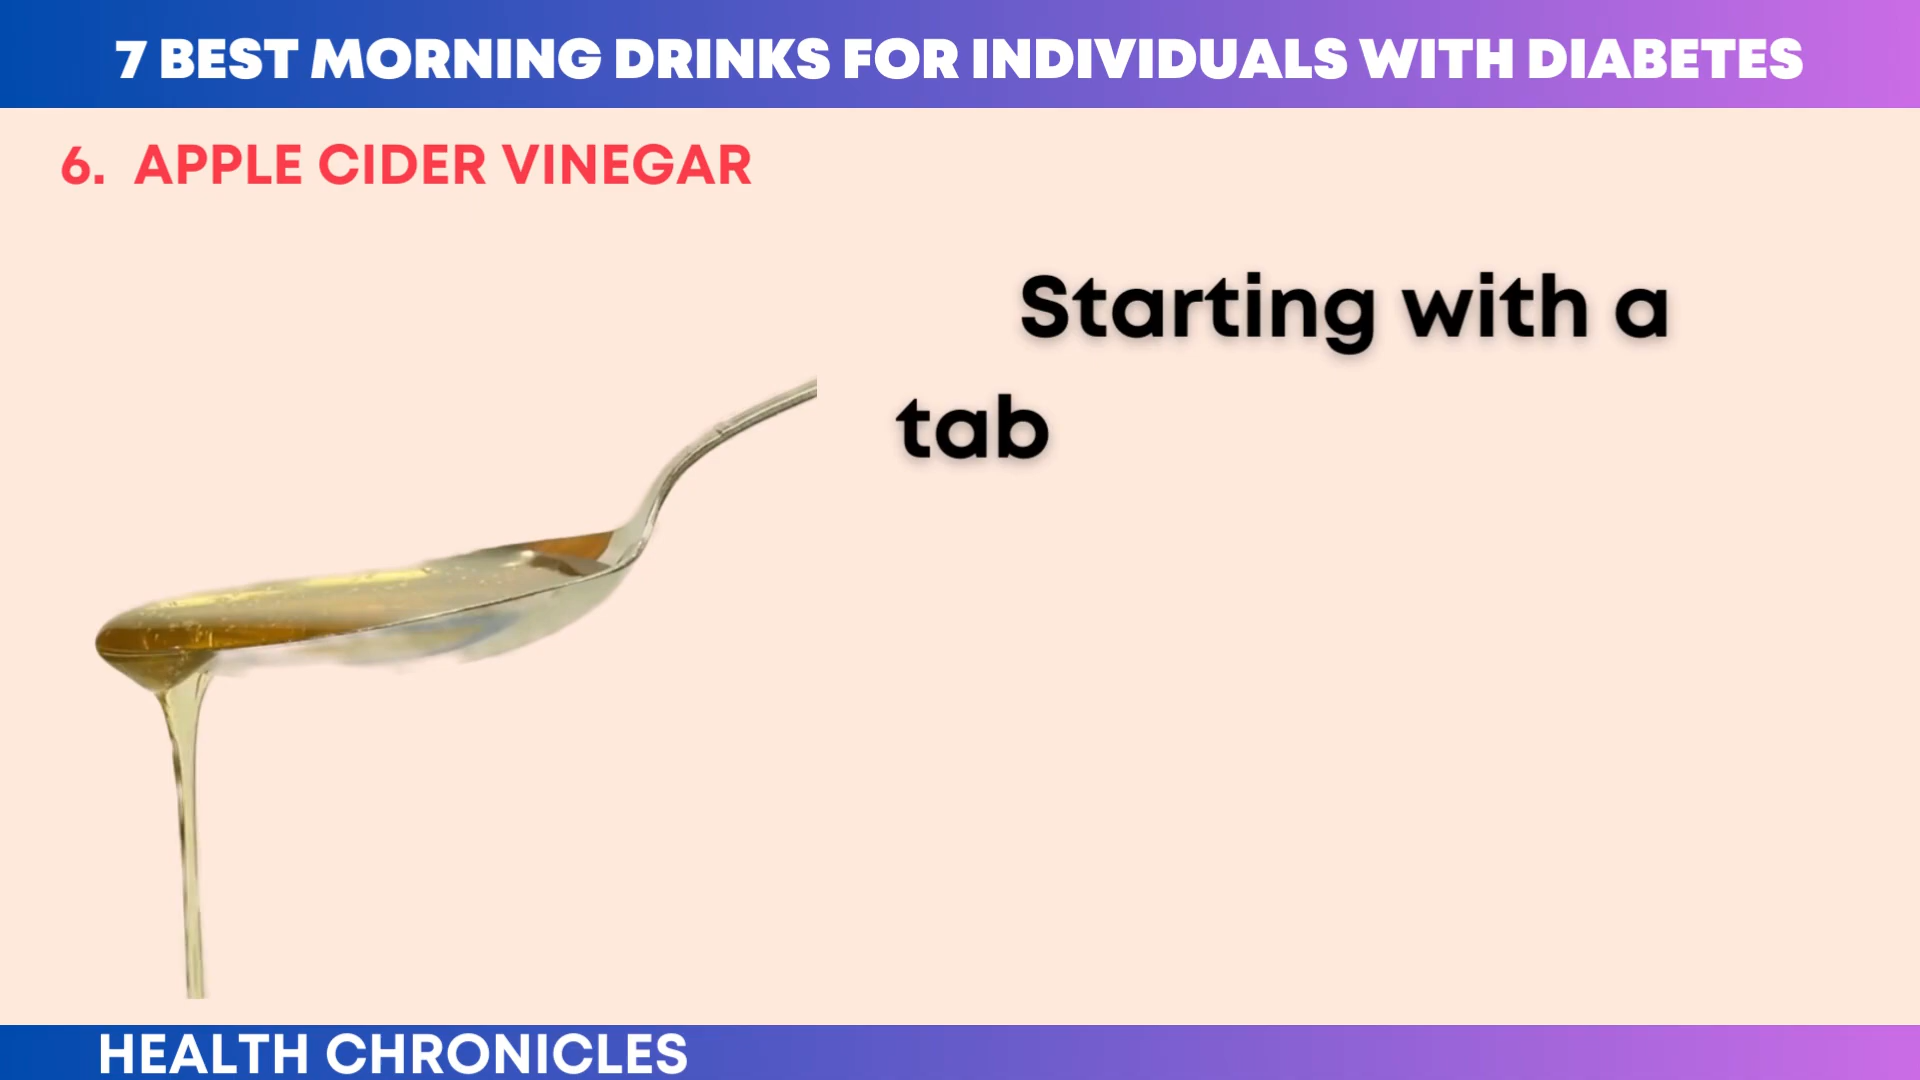 7 BEST MORNING DRINKS FOR INDIVIDUALS WITH DIABETES
6. APPLE CIDER VINEGAR
Starting with a
tab
HEALTH CHRONICLES